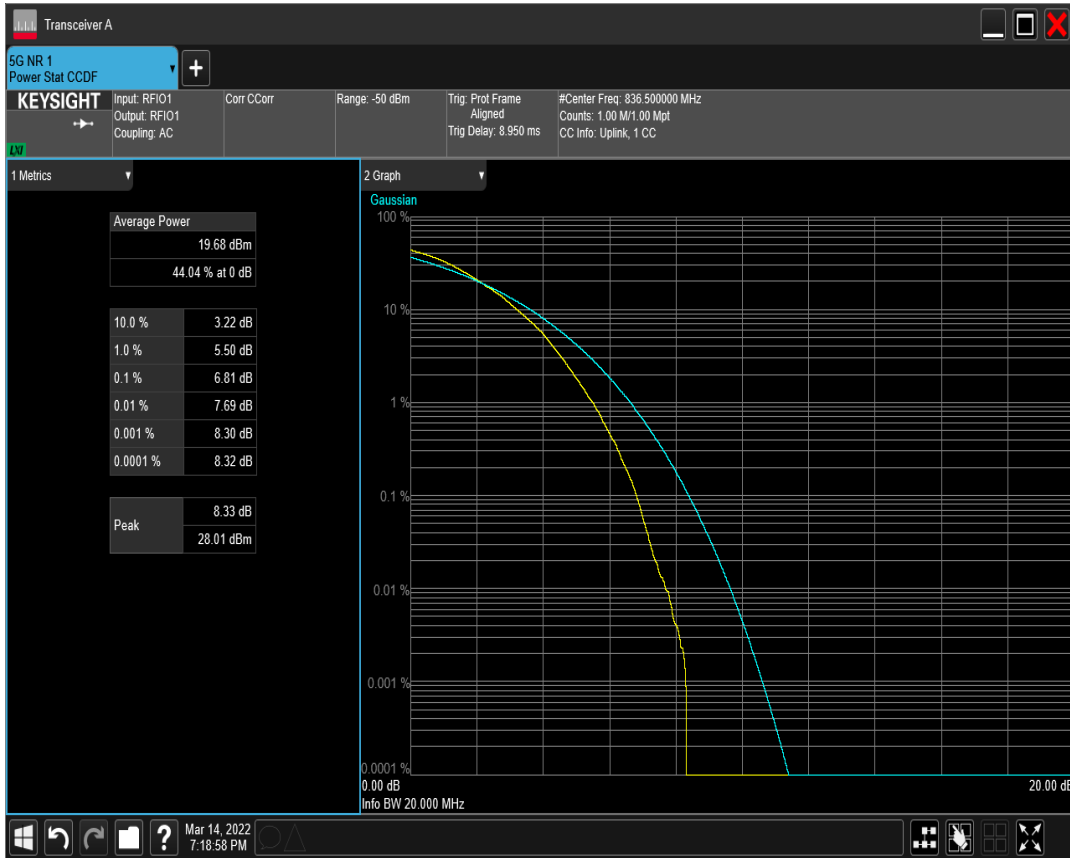 Transceiver A
5G NR 1
Power Stat CCDF
+
KEYSIGHT
LXI
Input: RFIO1
Output: RFIO1
Coupling: AC
Corr CCorr
Range: -50 dBm
Trig: Prot Frame
Aligned
Trig Delay: 8.950 ms
#Center Freq: 836.500000 MHz
Counts: 1.00 M/1.00 Mpt
CC Info: Uplink, 1 CC
1 Metrics
Average Power
19.68 dBm
44.04 % at 0 dB
10.0 % 3.22 dB
1.0 % 5.50 dB
0.1 % 6.81 dB
0.01 % 7.69 dB
0.001 % 8.30 dB
0.0001 % 8.32 dB
Peak
8.33 dB
28.01 dBm
2 Graph
Gaussian
100 %
10 %
1 %
0.1 %
0.01 %
0.001 %
0.0001 %
0.00 dB 20.00 dB
Info BW 20.000 MHz
?
Mar 14, 2022
7:18:58 PM